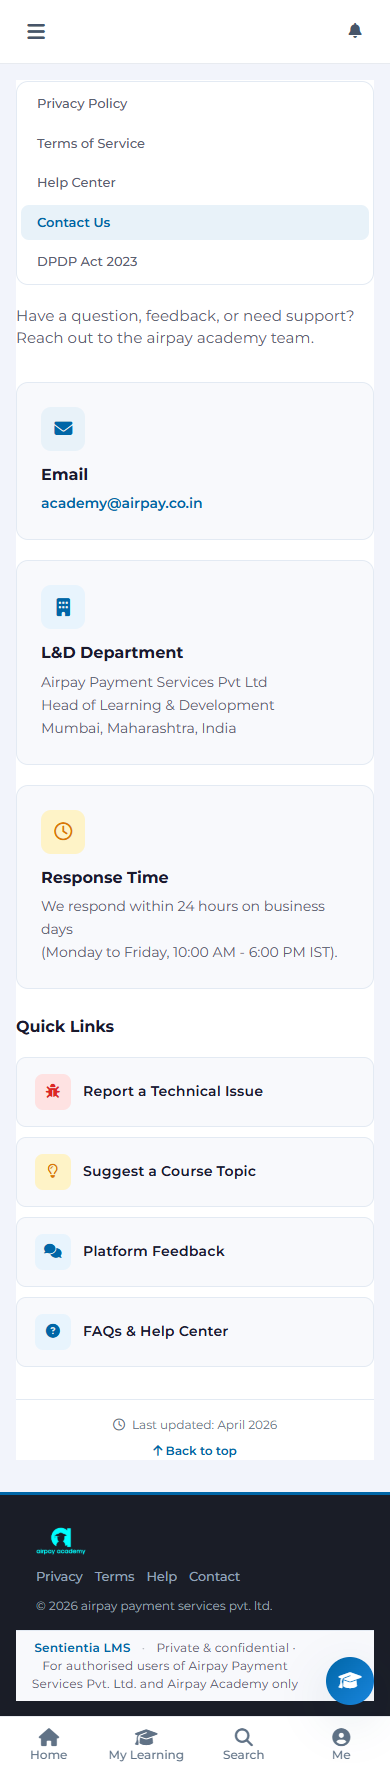 Privacy Policy
Terms of Service
Help Center
Contact Us
DPDP Act 2023
Have a question, feedback, or need support?
Reach out to the airpay academy team.
Email
academy@airpay.co.in
L&D Department
Airpay Payment Services Pvt Ltd
Head of Learning & Development
Mumbai, Maharashtra, India
Response Time
We respond within 24 hours on business
days
(Monday to Friday, 10:00 AM - 6:00 PM IST).
Quick Links
Report a Technical Issue
Suggest a Course Topic
Platform Feedback
FAQs & Help Center
Last updated: April 2026
Back to top
airpay academy
Privacy Terms Help Contact
© 2026 airpay payment services pvt. ltd.
Sentientia LMS · Private & confidential ·
For authorised users of Airpay Payment
Services Pvt. Ltd. and Airpay Academy only
Home My Learning Search Me